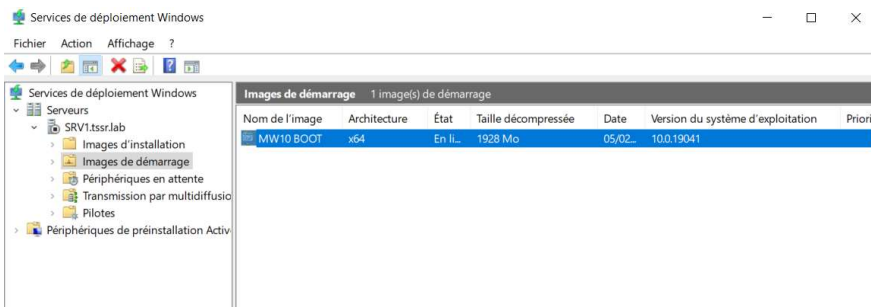 Services de déploiement Windows
Fichier Action Affichage ?
Services de déploiement Windows
Serveurs
SRV1.tssr.lab
Images d'installation
Images de démarrage
Périphériques en attente
Transmission par multidiffusio
Pilotes
Périphériques de préinstallation Activ
Images de démarrage 1 image(s) de démarrage
Nom de l'image Architecture État Taille décompressée Date Version du système d'exploitation Priori
MW10 BOOT x64 En li... 1928 Mo 05/02... 10.0.19041